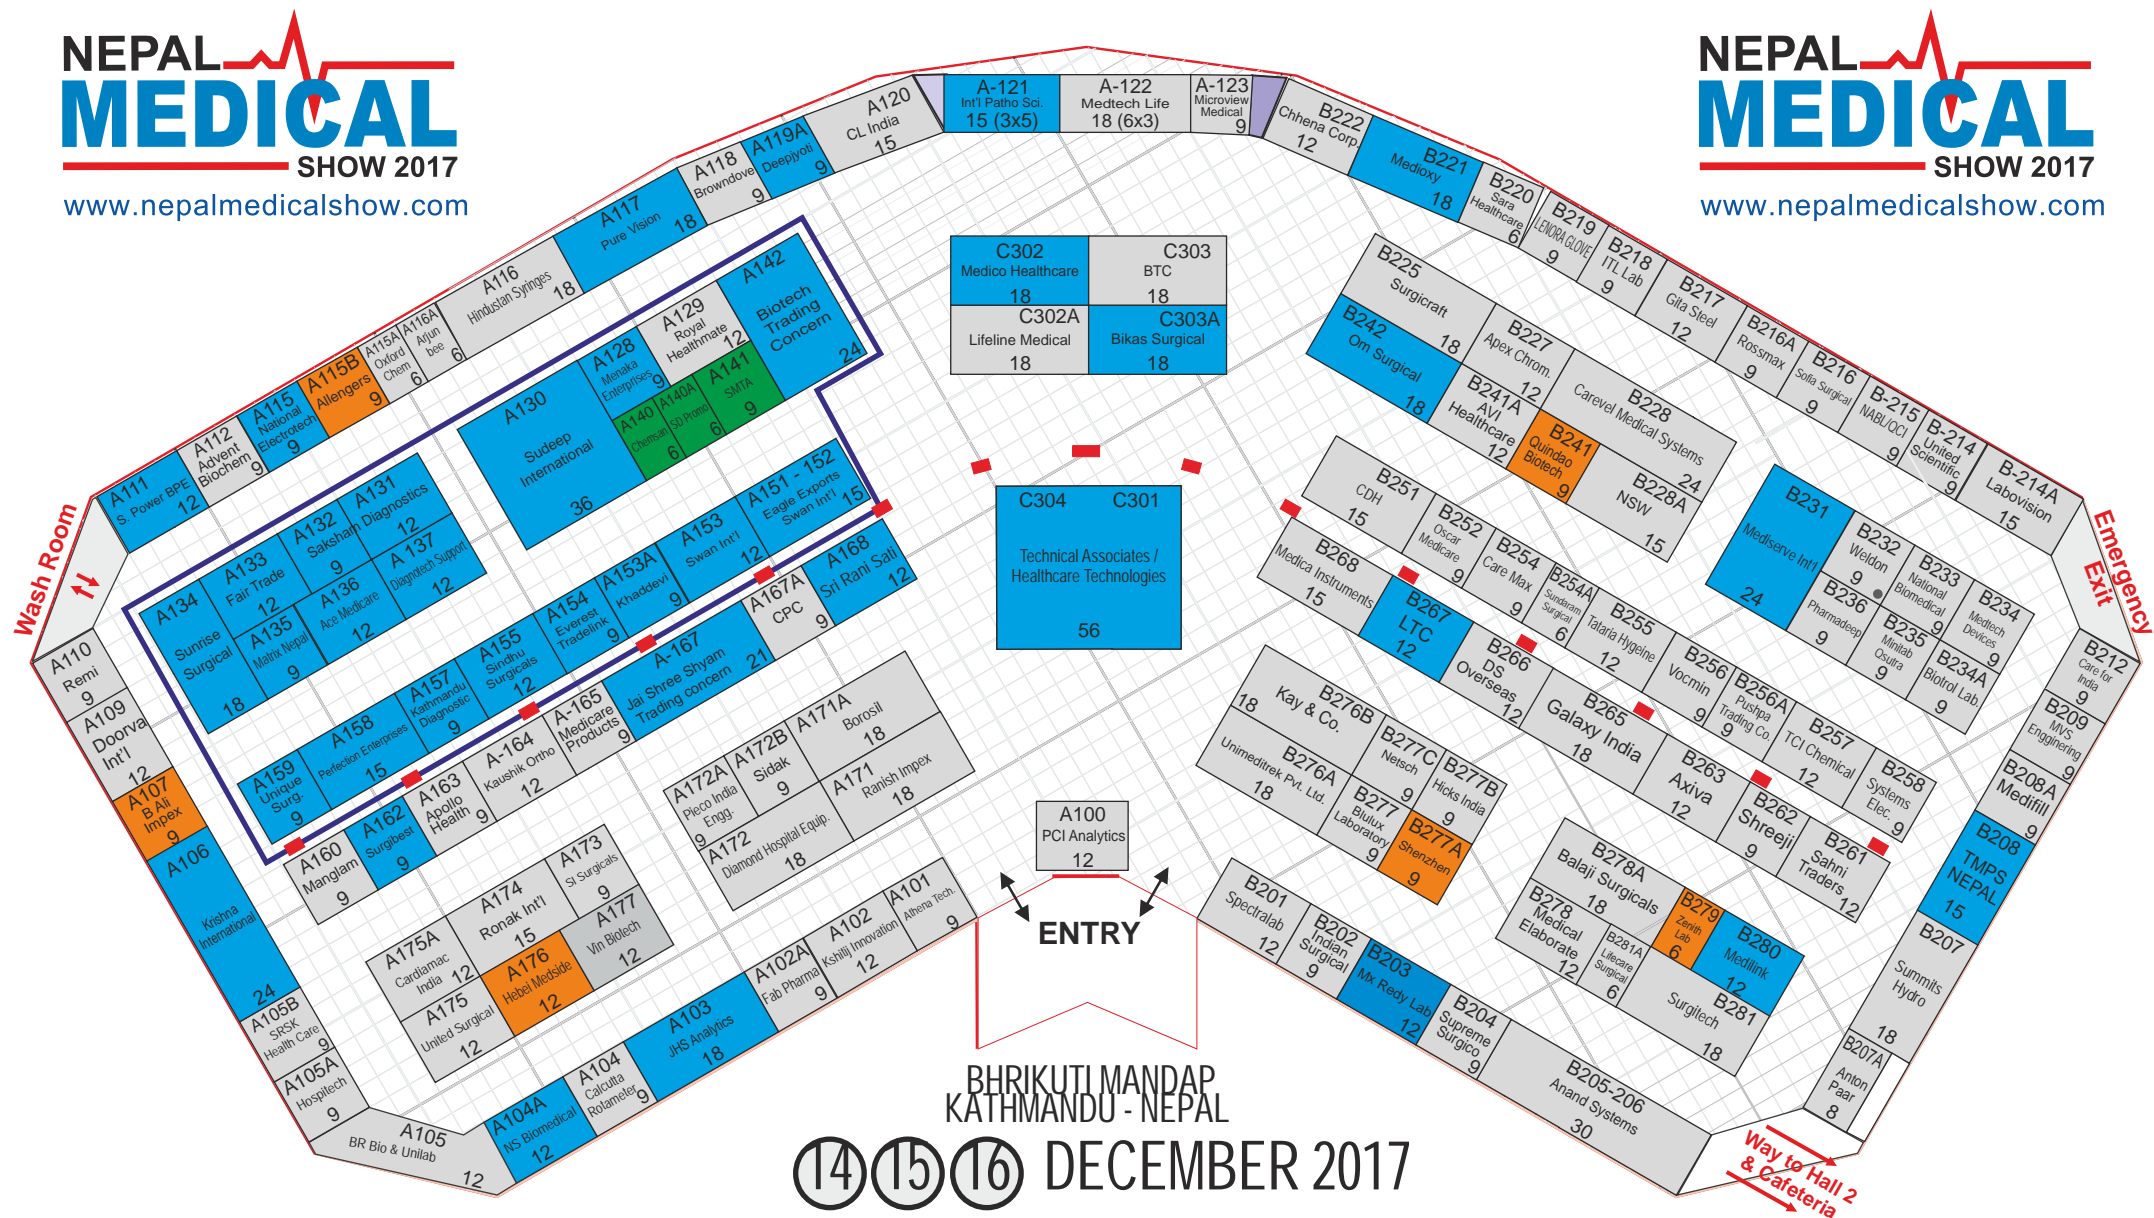 NEPAL
MEDICAL
SHOW 2017
www.nepalmedicalshow.com
NEPAL
MEDICAL
SHOW 2017
www.nepalmedicalshow.com
A-121
Int'l Patho Sci.
15 (3x5)
A-122
Medtech Life
18 (6x3)
A-123
Microview
Medical
9
A120
CL India
15
A119A
Deepjyoti
9
A118
Browndove
9
A117
Pure Vision
18
A116
Hindustan Syringes
18
A116A
Arjun
bee
6
A115A
Oxford
Chem
6
A115B
Allengers
9
A115
National
Electrotech
9
A112
Advent
Biochem
9
A111
S. Power BPE
12
Wash Room
A110
Remi
9
A109
Doorva
Int'l
12
A107
B Ali
Impex
9
A106
Krishna
International
24
A105B
SRSK
Health Care
9
A105A
Hospitech
9
A105
BR Bio & Unilab
12
A104A
NS Biomedical
12
A104
Calcutta
Rotameter
9
A103
JHS Analytics
18
A102A
Fab Pharma
9
A102
Kshilij Innovation
12
A101
Athena Tech.
9
A142
Biotech
Trading
Concern
24
A129
Royal
Healthmate
12
A128
Menaka
Enterprises
9
A141
SMTA
9
A140A
SD Promo
6
A140
Chemsan
6
A130
Sudeep
International
36
A131
A132
Saksham Diagnostics
12
9
A133
Fair Trade
12
A134
Sunrise
Surgical
18
A135
Matrix Nepal
9
A136
Ace Medicare
12
A 137
Diagnotech Support
12
A151 - 152
Eagle Exports
Swan Int'l
15
A153
Swan Int'l
12
A153A
Khaddevi
9
A154
Everest
Tradelink
9
A155
Sindhu
Surgicals
12
A157
Kathmandu
Diagnostic
9
A158
Perfection Enterprises
15
A159
Unique
Surg.
9
A168
Sri Rani Sati
12
A167A
CPC
9
A-167
Jai Shree Shyam
Trading concern
21
A-165
Medicare
Products
9
A-164
Kaushik Ortho
12
A163
Apollo
Health
9
A162
Surgibest
9
A160
Manglam
9
A171A
Borosil
18
A172B
Sidak
9
A172A
Pieco India
Engg.
9
A171
Ranish Impex
18
A172
Diamond Hospital Equip.
18
A173
SI Surgicals
9
A174
Ronak Int'l
15
A175A
Cardiamac
India
12
A177
Vin Biotech
12
A176
Hebei Medside
12
A175
United Surgical
12
C302
Medico Healthcare
18
C303
BTC
18
C302A
Lifeline Medical
18
C303A
Bikas Surgical
18
C304
C301
Technical Associates /
Healthcare Technologies
56
A100
PCI Analytics
12
ENTRY
B222
Chhena Corp.
12
B221
Medioxy
18
B220
Sara
Healthcare
6
B219
LENORA GLOVE
9
B218
ITL Lab
9
B217
Gita Steel
12
B216A
Rossmax
9
B216
Sofia Surgical
9
B-215
NABL/QCI
9
B-214
United
Scientific
9
B-214A
Labovision
15
Emergency
Exit
B225
Surgicraft
18
B227
Apex Chrom.
12
B228
Carevel Medical Systems
24
B242
Om Surgical
18
B241A
AVI
Healthcare
12
B241
Quindao
Biotech
9
B228A
NSW
15
B231
Mediserve Int'l
24
B232
Weldon
9
B233
National
Biomedical
9
B234
Medtech
Devices
9
B236
Pharmadeep
9
B235
Minitab
Qsutra
9
B234A
Biotrol Lab.
9
B251
CDH
15
B252
Oscar
Medicare
9
B254
Care Max
9
B254A
Sundaram
Surgical
6
B255
Tataria Hygeine
12
B256
Vocmin
9
B256A
Pushpa
Trading Co.
9
B257
TCI Chemical
12
B258
Systems
Elec.
9
B268
Medica Instruments
15
B267
LTC
12
B266
DS
Overseas
12
B265
Galaxy India
18
B263
Axiva
12
B262
Shreeji
9
B261
Sahni
Traders
12
B276B
Kay & Co.
18
B277C
Netsch
9
B277B
Hicks India
9
B276A
Unimeditrek Pvt. Ltd.
18
B277
Blulux
Laboratory
9
B277A
Shenzhen
9
B278A
Balaji Surgicals
18
B279
Zenith
Lab
6
B280
Medilink
12
B278
Medical
Elaborate
12
B281A
Lifecare
Surgical
6
B281
Surgitech
18
B201
Spectralab
12
B202
Indian
Surgical
9
B203
Mx Redy Lab
12
B204
Supreme
Surgico
9
B205-206
Anand Systems
30
B212
Care for
India
9
B209
MVS
Engginering
9
B208A
Medifill
9
B208
TMPS
NEPAL
15
B207
Summits
Hydro
18
B207A
Anton
Paar
8
Way to Hall 2
& Cafeteria
BHRIKUTI MANDAP
KATHMANDU - NEPAL
14 15 16 DECEMBER 2017